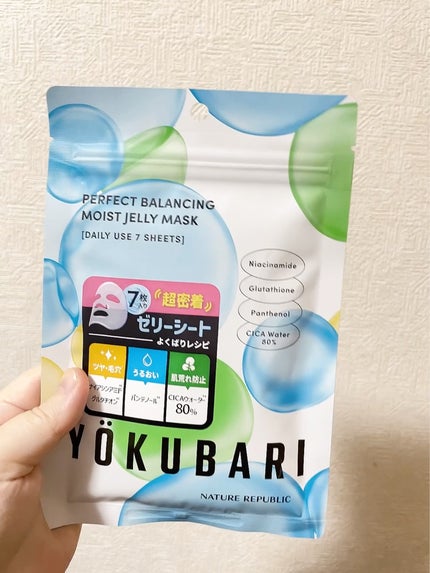 PERFECT BALANCING
MOIST JELLY MASK
[DAILY USE 7 SHEETS]
Niacinamide
Glutathione
Panthenol
CICA Water
80%
7枚入り
超密着
ゼリーシート
よくばりレシピ
ツヤ・毛穴
うるおい
肌荒れ防止
ナイアシンアミド
グルタチオン
パンテノール
CICAウォーター
80%
YÖKUBARI
NATURE REPUBLIC